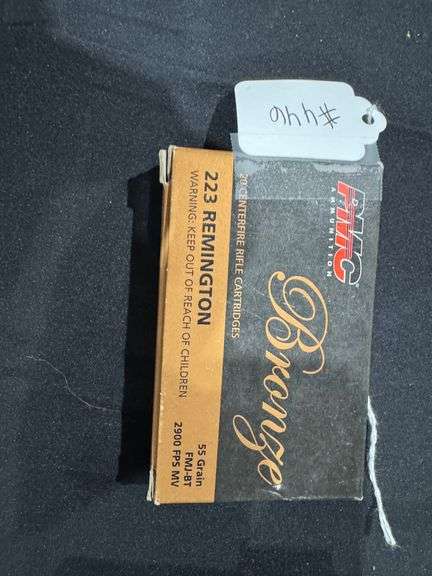 #446
PMC
AMMUNITION
Bronze
20 CENTERFIRE RIFLE CARTRIDGES
223 REMINGTON
WARNING: KEEP OUT OF REACH OF CHILDREN
55 Grain
FMJ-BT
2900 FPS MV